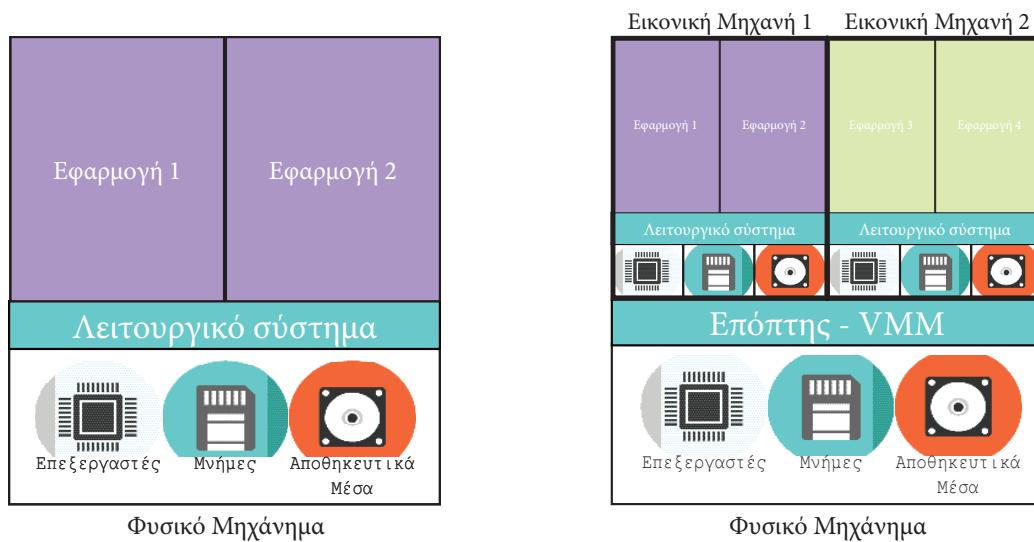 Εφαρμογή 1
Εφαρμογή 2
Λειτουργικό σύστημα
Επεξεργαστές
Μνήμες
Αποθηκευτικά
Μέσα
Φυσικό Μηχάνημα
Εικονική Μηχανή 1
Εικονική Μηχανή 2
Εφαρμογή 1
Εφαρμογή 2
Εφαρμογή 3
Εφαρμογή 4
Λειτουργικό σύστημα
Λειτουργικό σύστημα
Επόπτης - VMM
Επεξεργαστές
Μνήμες
Αποθηκευτικά
Μέσα
Φυσικό Μηχάνημα